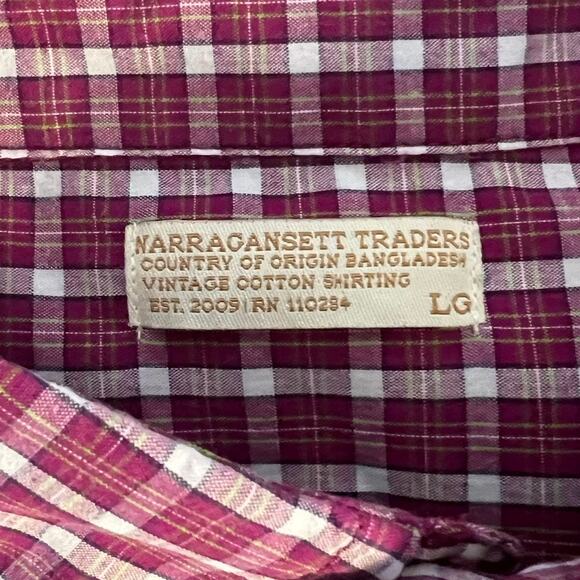 NARRAGANSETT TRADERS
COUNTRY OF ORIGIN BANGLADESH
VINTAGE COTTON SHIRTING
EST. 2009|RN 110284
LG